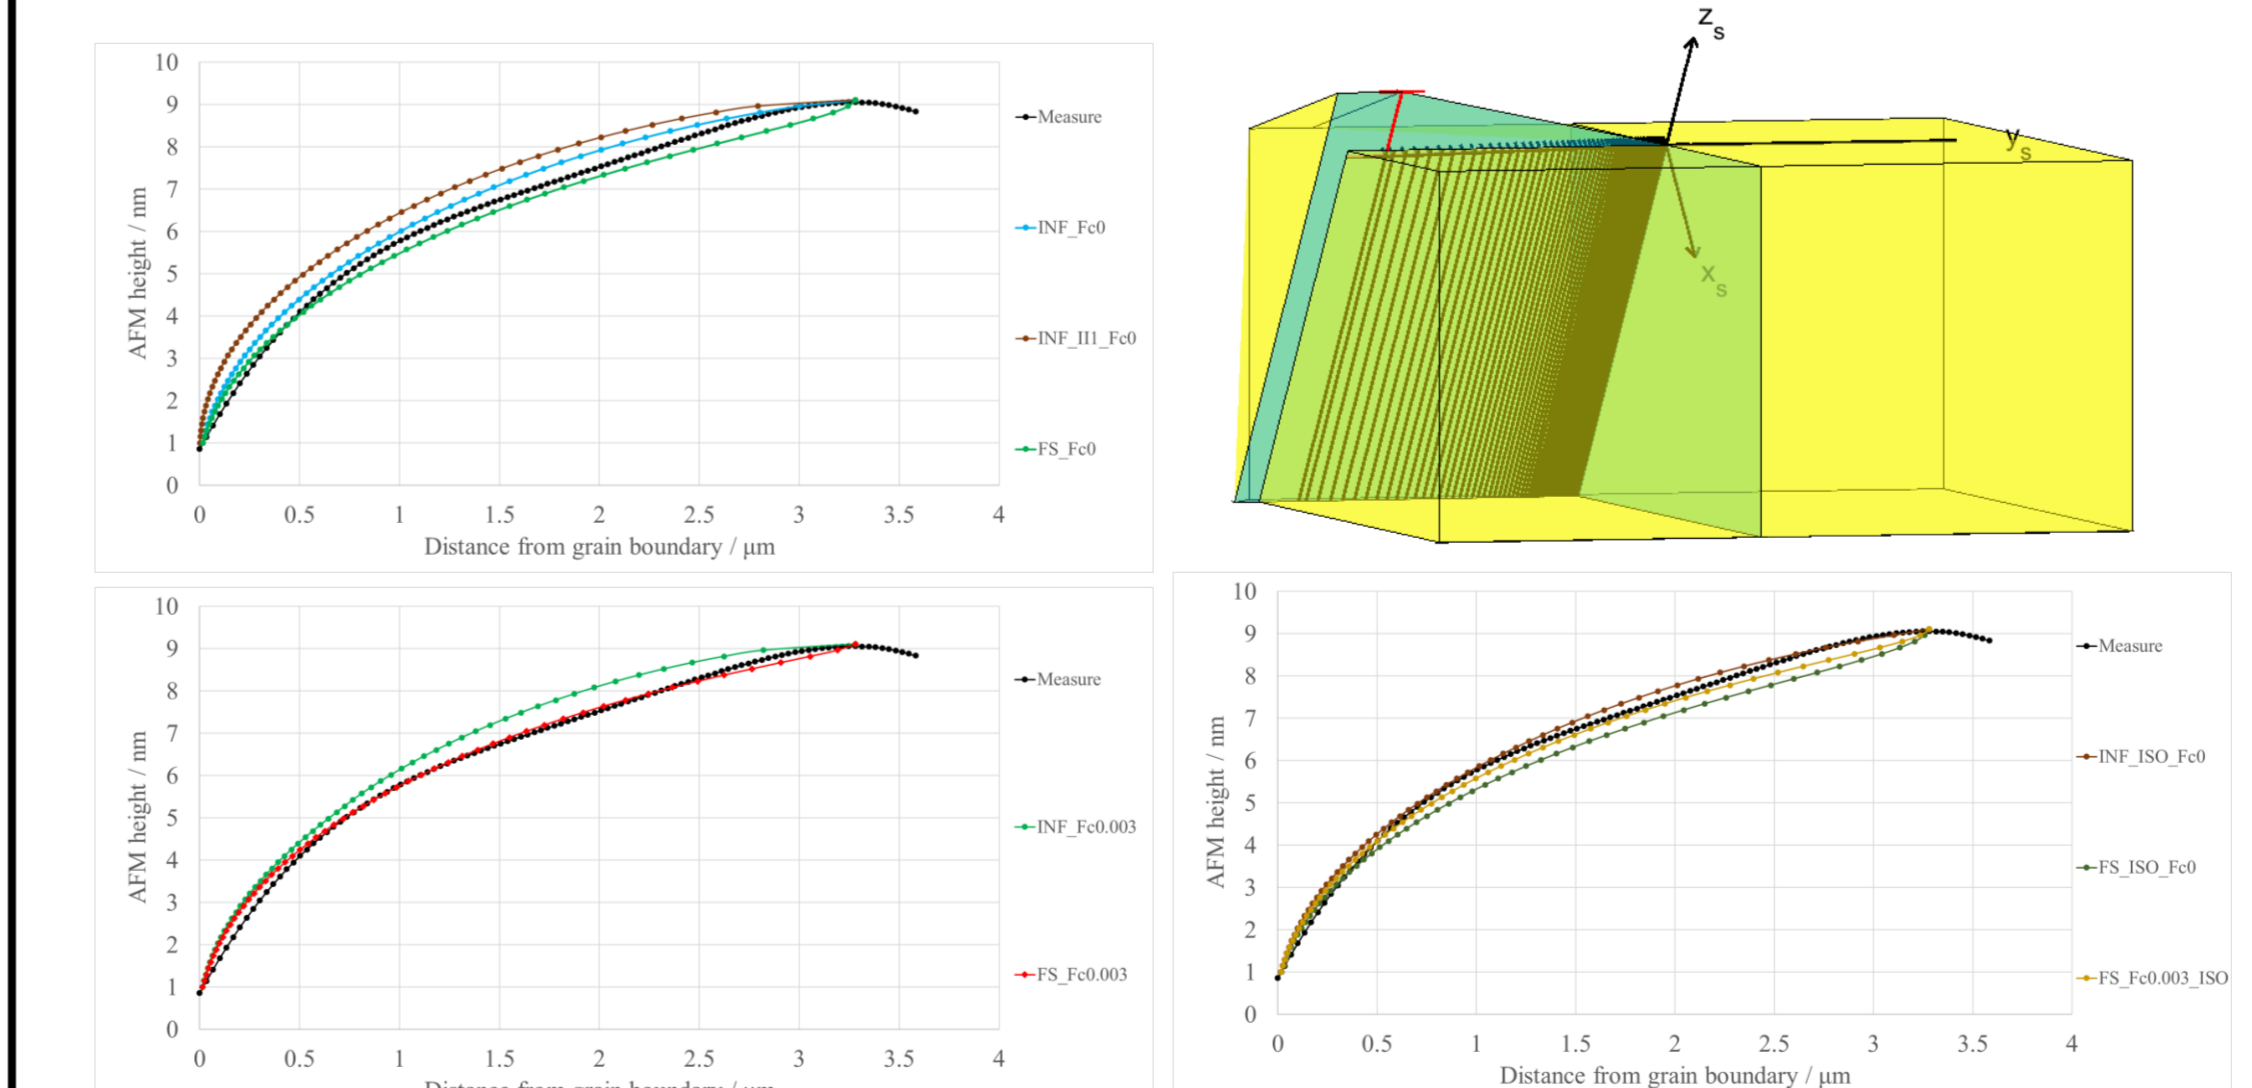 10
9
8
7
6
5
4
3
2
1
0
AFM height / nm
0 0.5 1 1.5 2 2.5 3 3.5 4
Distance from grain boundary / μm
Measure
INF_Fc0
INF_II1_Fc0
FS_Fc0
zs
ys
xs
10
9
8
7
6
5
4
3
2
1
0
AFM height / nm
0 0.5 1 1.5 2 2.5 3 3.5 4
Distance from grain boundary / μm
Measure
INF_Fc0.003
FS_Fc0.003
10
9
8
7
6
5
4
3
2
1
0
AFM height / nm
0 0.5 1 1.5 2 2.5 3 3.5 4
Distance from grain boundary / μm
Measure
INF_ISO_Fc0
FS_ISO_Fc0
FS_Fc0.003_ISO